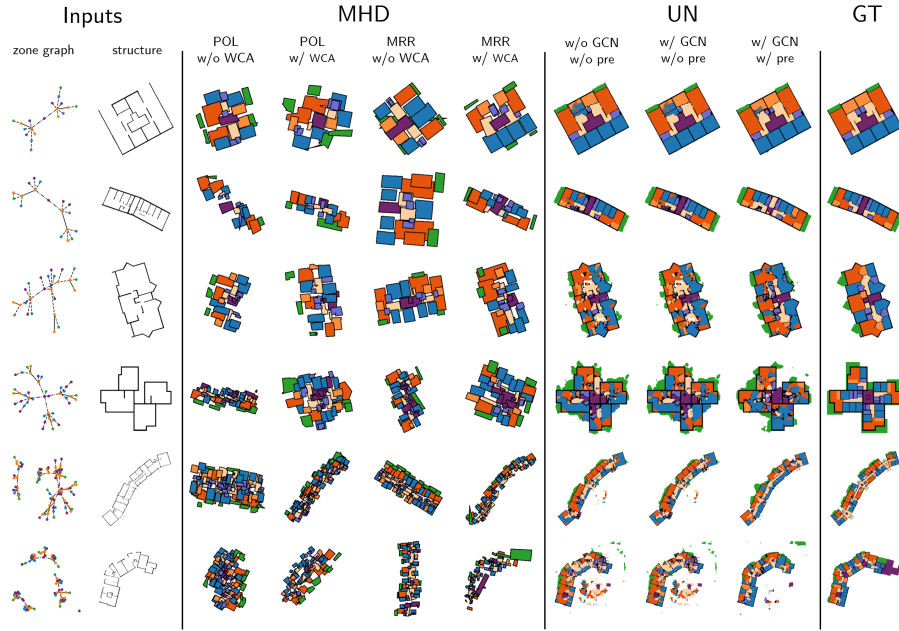 Inputs MHD UN GT
zone graph structure
POL w/o WCA
POL w/ WCA
MRR w/o WCA
MRR w/ WCA
w/o GCN w/o pre
w/ GCN w/o pre
w/ GCN w/ pre